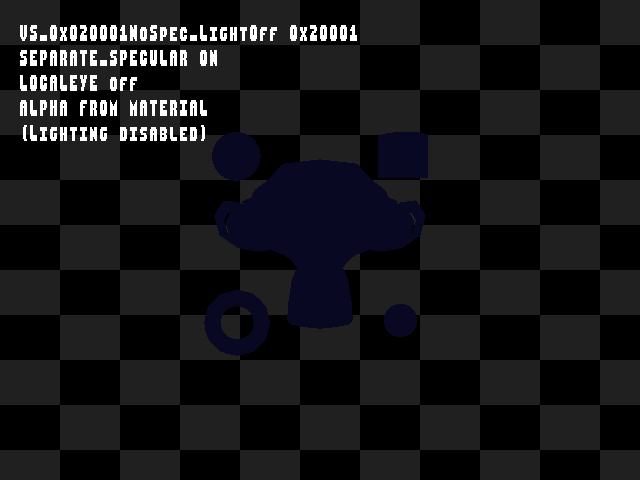 VS_0x020001NoSpec_LightOff 0x20001
SEPARATE_SPECULAR ON
LOCALEYE off
ALPHA FROM MATERIAL
(Lighting disabled)